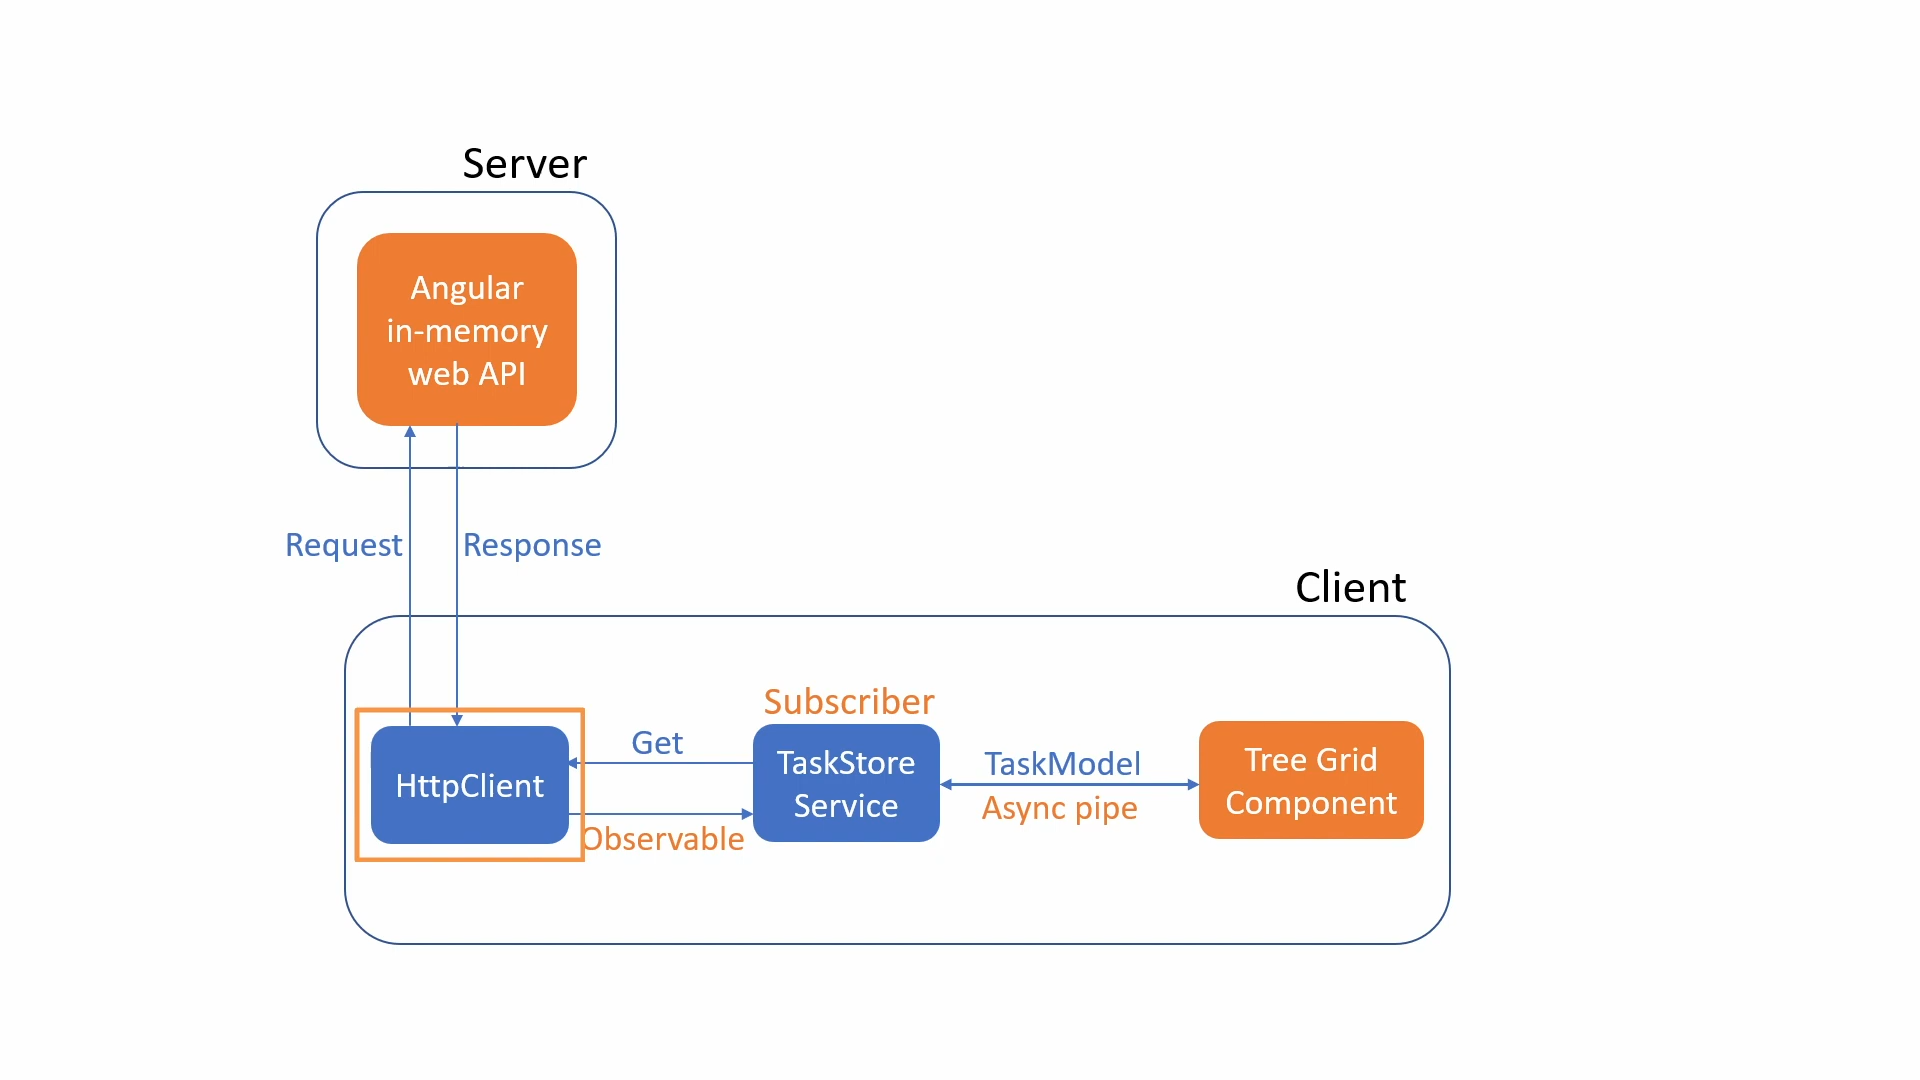 Server
Angular
in-memory
web API
Request
Response
Client
Subscriber
HttpClient
Get
Observable
TaskStore
Service
TaskModel
Async pipe
Tree Grid
Component